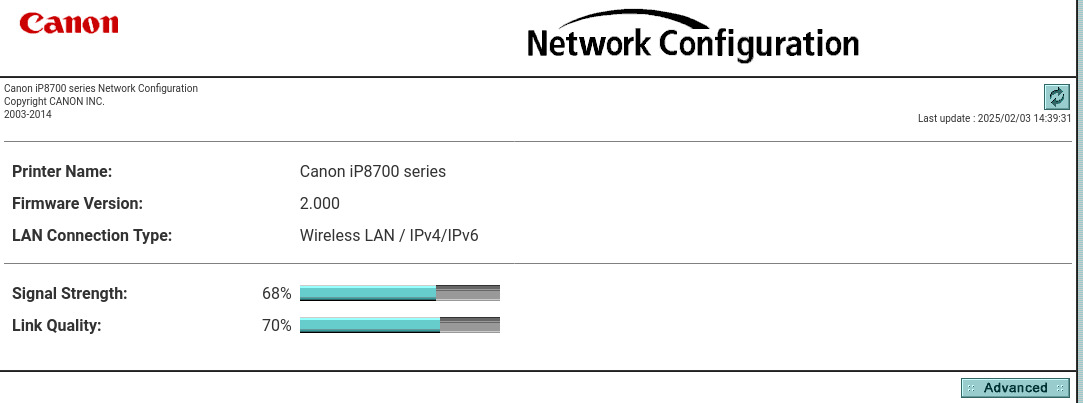 Canon
Network Configuration
Canon iP8700 series Network Configuration
Copyright CANON INC.
2003-2014
Last update : 2025/02/03 14:39:31
Printer Name: Canon iP8700 series
Firmware Version: 2.000
LAN Connection Type: Wireless LAN / IPv4/IPv6
Signal Strength: 68%
Link Quality: 70%
Advanced